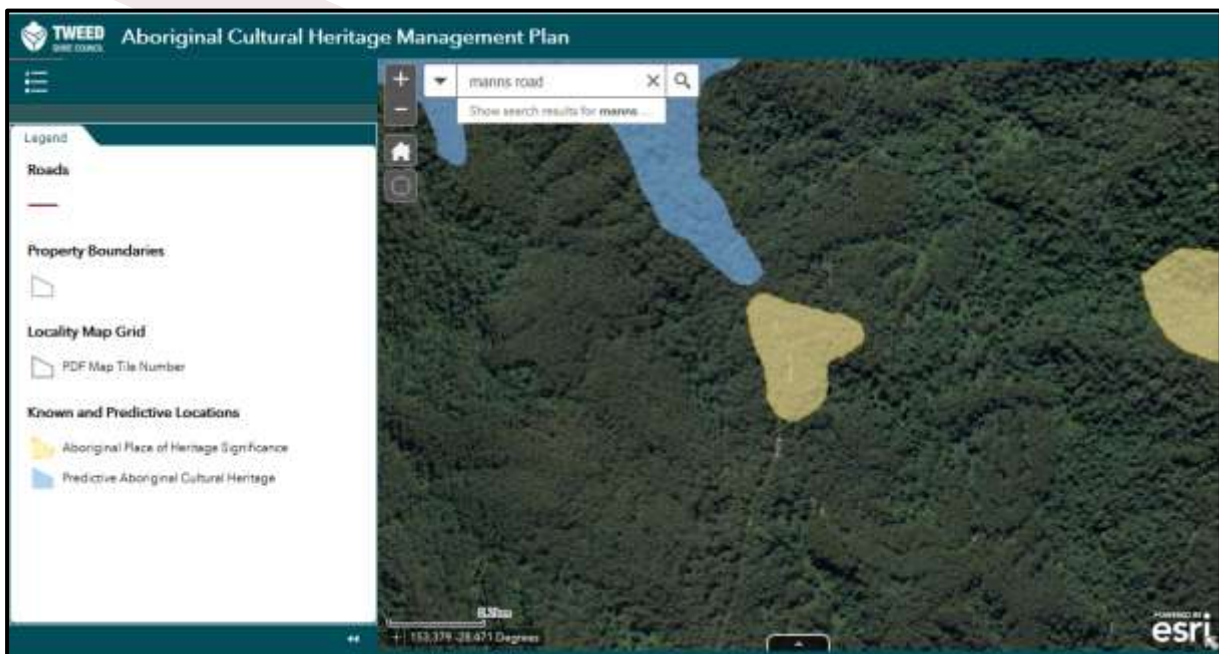 TWEED
SHIRE COUNCIL
Aboriginal Cultural Heritage Management Plan
Legend
Roads
Property Boundaries
Locality Map Grid
PDF Map Tile Number
Known and Predictive Locations
Aboriginal Place of Heritage Significance
Predictive Aboriginal Cultural Heritage
manns road
Show search results for manns ...
153.379 -28.471 Degrees
POWERED BY
esri